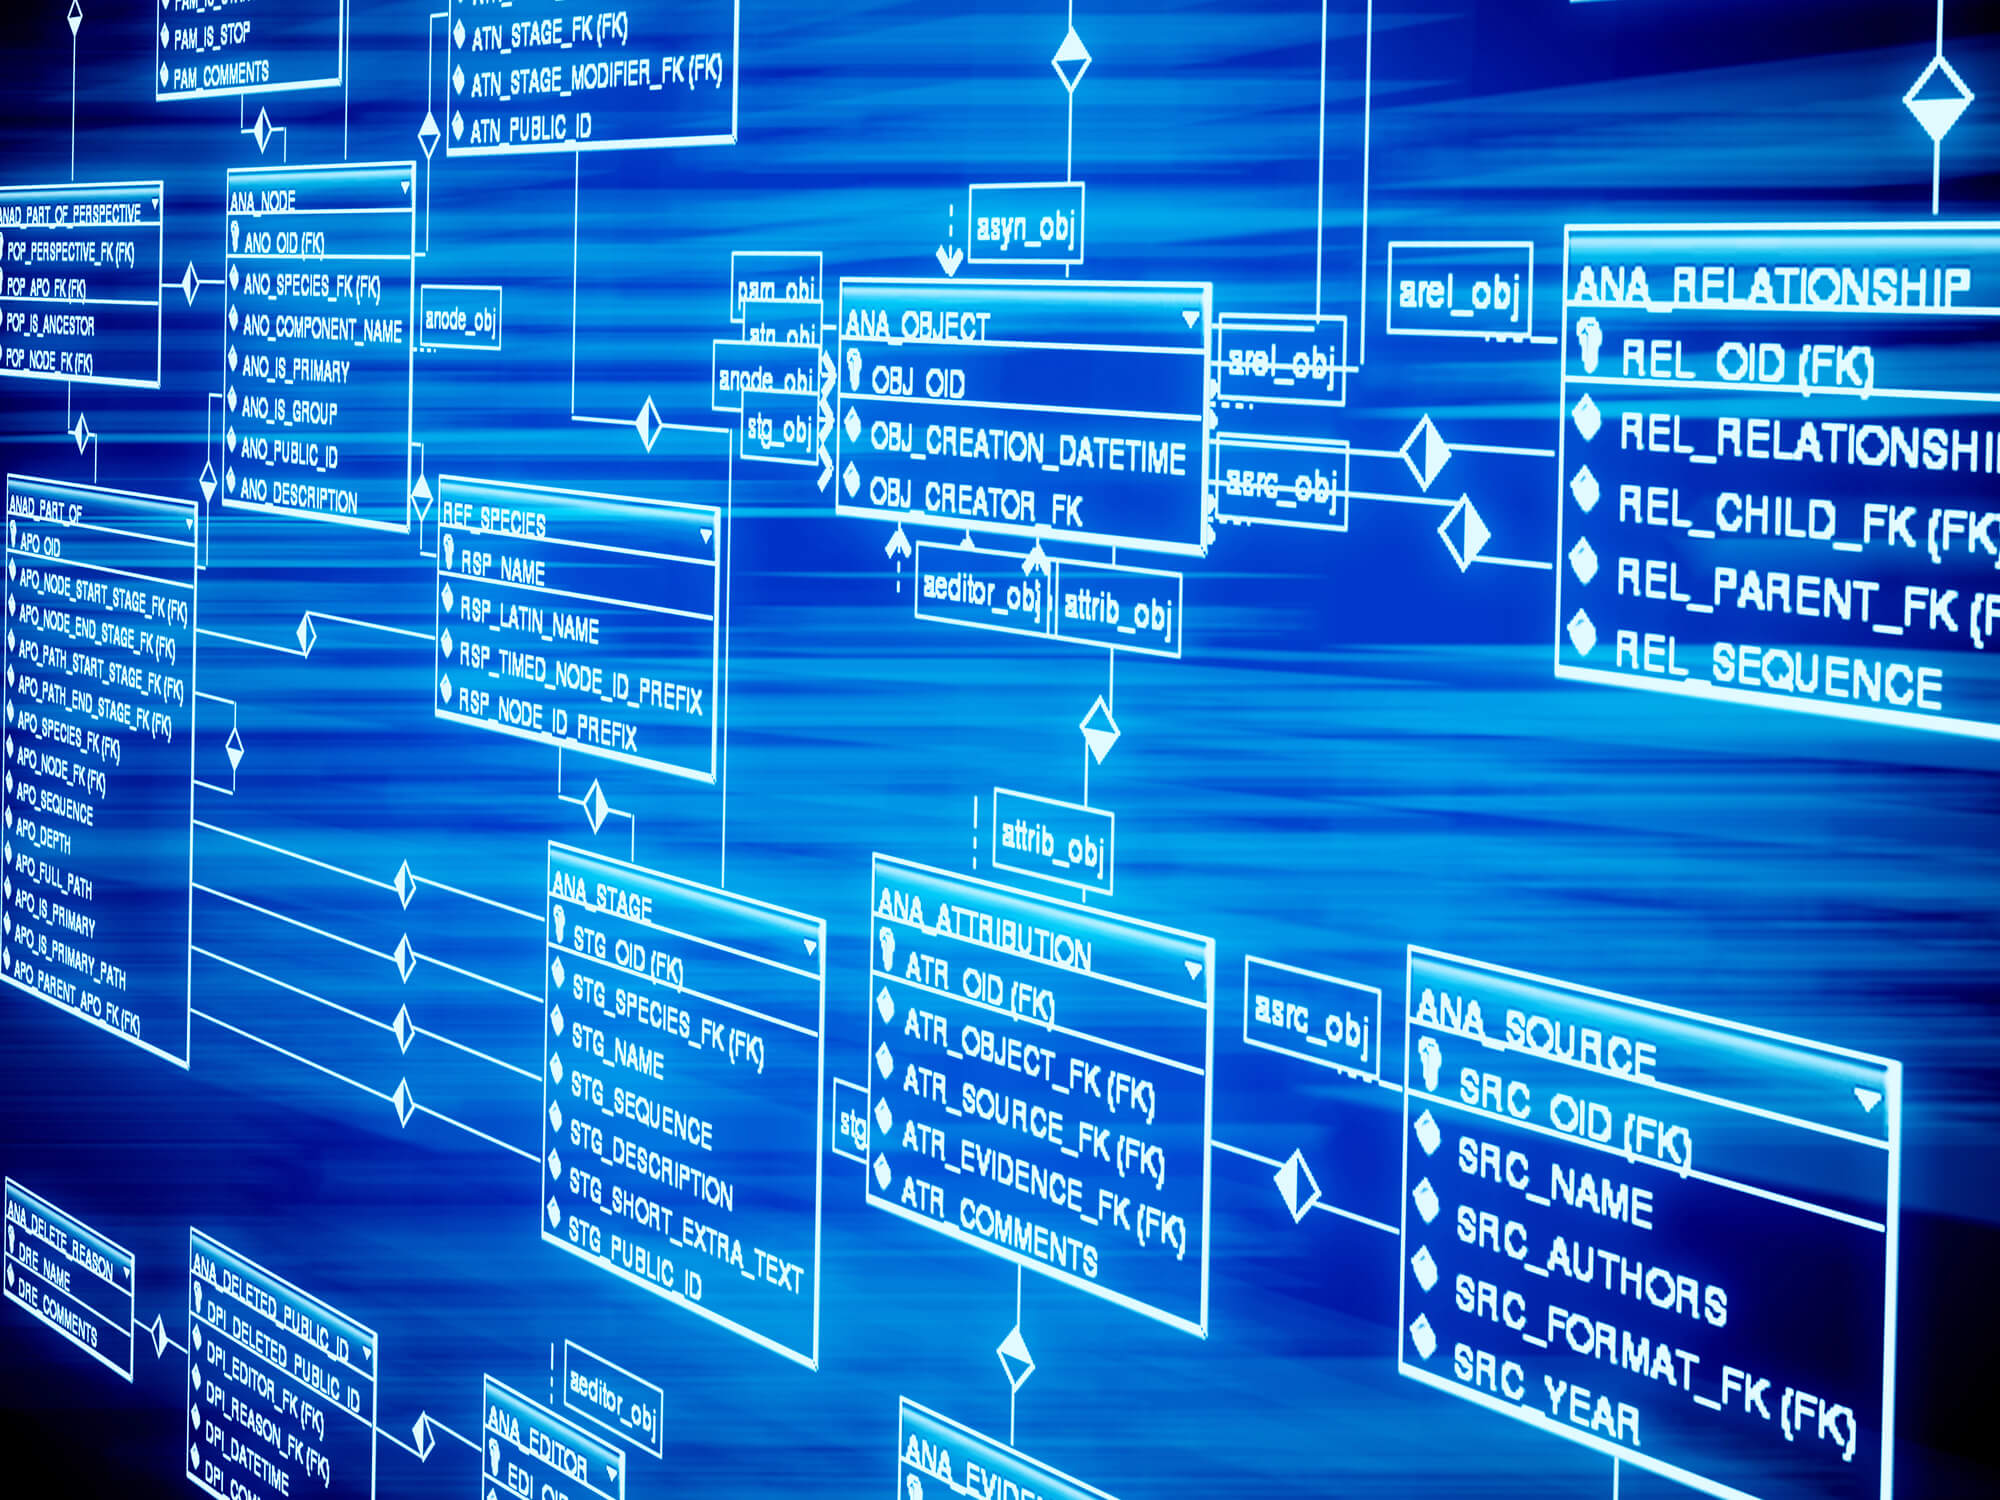 PAM_IS_STOP
PAM_COMMENTS
ATN_STAGE_FK (FK)
ATN_STAGE_MODIFIER_FK (FK)
ATN_PUBLIC_ID
ANAD_PART_OF_PERSPECTIVE
POP_PERSPECTIVE_FK (FK)
POP_APO_FK (FK)
POP_IS_ANCESTOR
POP_NODE_FK (FK)
ANA_NODE
ANO_OID (FK)
ANO_SPECIES_FK (FK)
ANO_COMPONENT_NAME
ANO_IS_PRIMARY
ANO_IS_GROUP
ANO_PUBLIC_ID
ANO_DESCRIPTION
anode_obj
asyn_obj
pam_obj
atn_obj
anode_obj
stg_obj
ANA_OBJECT
OBJ_OID
OBJ_CREATION_DATETIME
OBJ_CREATOR_FK
arel_obj
asrc_obj
arel_obj
ANA_RELATIONSHIP
REL_OID (FK)
REL_RELATIONSHI
REL_CHILD_FK (FK)
REL_PARENT_FK (F
REL_SEQUENCE
aeditor_obj
attrib_obj
ANAD_PART_OF
APO_OID
APO_NODE_START_STAGE_FK (FK)
APO_NODE_END_STAGE_FK (FK)
APO_PATH_START_STAGE_FK (FK)
APO_PATH_END_STAGE_FK (FK)
APO_SPECIES_FK (FK)
APO_NODE_FK (FK)
APO_SEQUENCE
APO_DEPTH
APO_FULL_PATH
APO_IS_PRIMARY
APO_IS_PRIMARY_PATH
APO_PARENT_APO_FK (FK)
REF_SPECIES
RSP_NAME
RSP_LATIN_NAME
RSP_TIMED_NODE_ID_PREFIX
RSP_NODE_ID_PREFIX
attrib_obj
ANA_STAGE
STG_OID (FK)
STG_SPECIES_FK (FK)
STG_NAME
STG_SEQUENCE
STG_DESCRIPTION
STG_SHORT_EXTRA_TEXT
STG_PUBLIC_ID
stg
ANA_ATTRIBUTION
ATR_OID (FK)
ATR_OBJECT_FK (FK)
ATR_SOURCE_FK (FK)
ATR_EVIDENCE_FK (FK)
ATR_COMMENTS
asrc_obj
ANA_SOURCE
SRC_OID (FK)
SRC_NAME
SRC_AUTHORS
SRC_FORMAT_FK (FK)
SRC_YEAR
ANA_DELETE_REASON
DRE_NAME
DRE_COMMENTS
ANA_DELETED_PUBLIC_ID
DPI_DELETED_PUBLIC_ID
DPI_EDITOR_FK (FK)
DPI_REASON_FK (FK)
DPI_DATETIME
aeditor_obj
ANA_EDITOR
ANA_EVIDEN